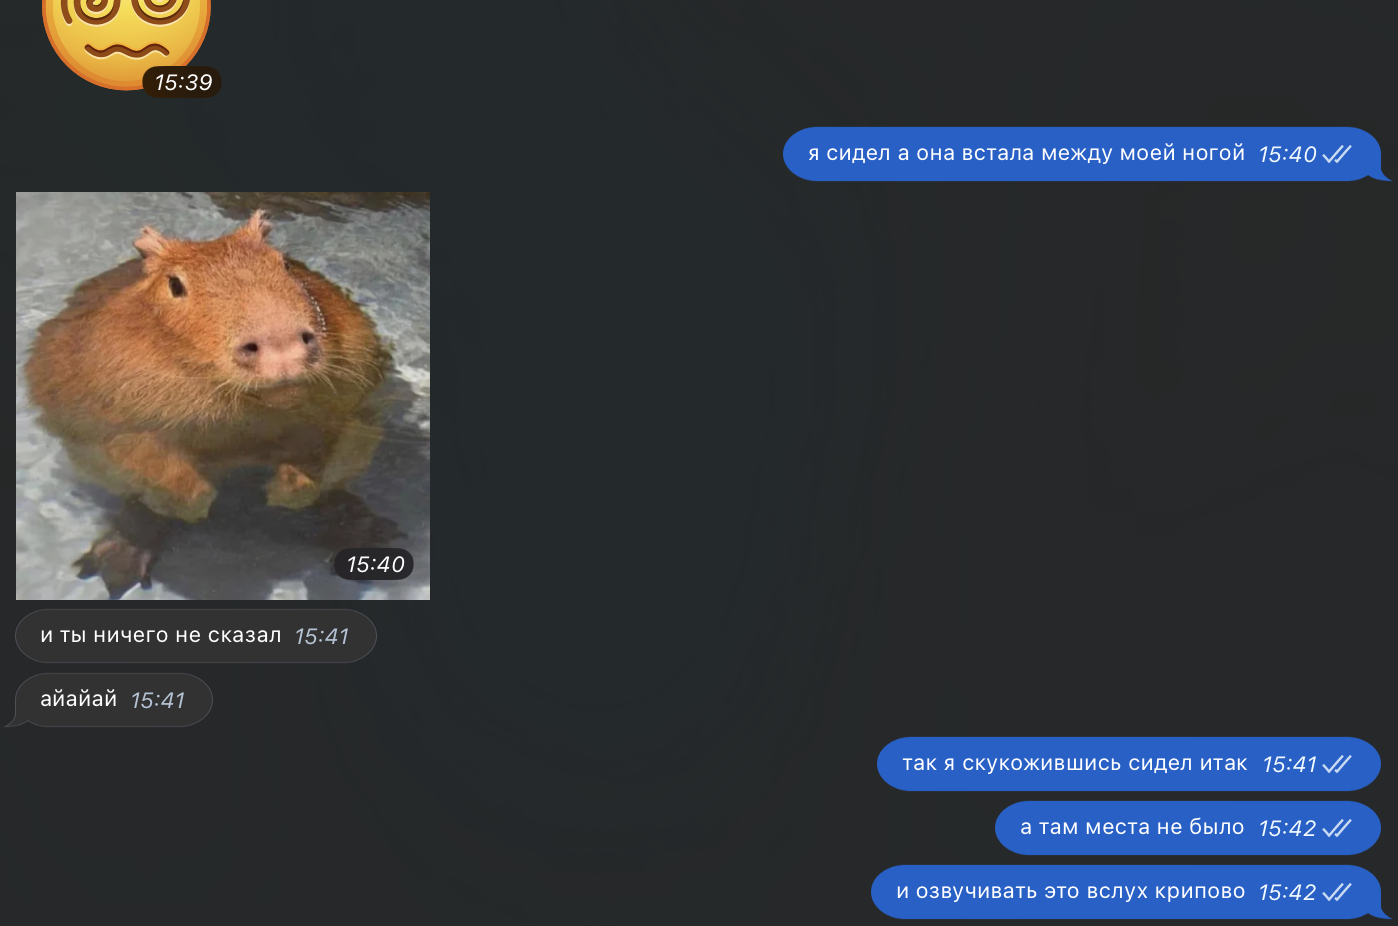 15:39
я сидел а она встала между моей ногой 15:40
15:40
и ты ничего не сказал 15:41
айайай 15:41
так я скукожившись сидел итак 15:41
а там места не было 15:42
и озвучивать это вслух крипово 15:42